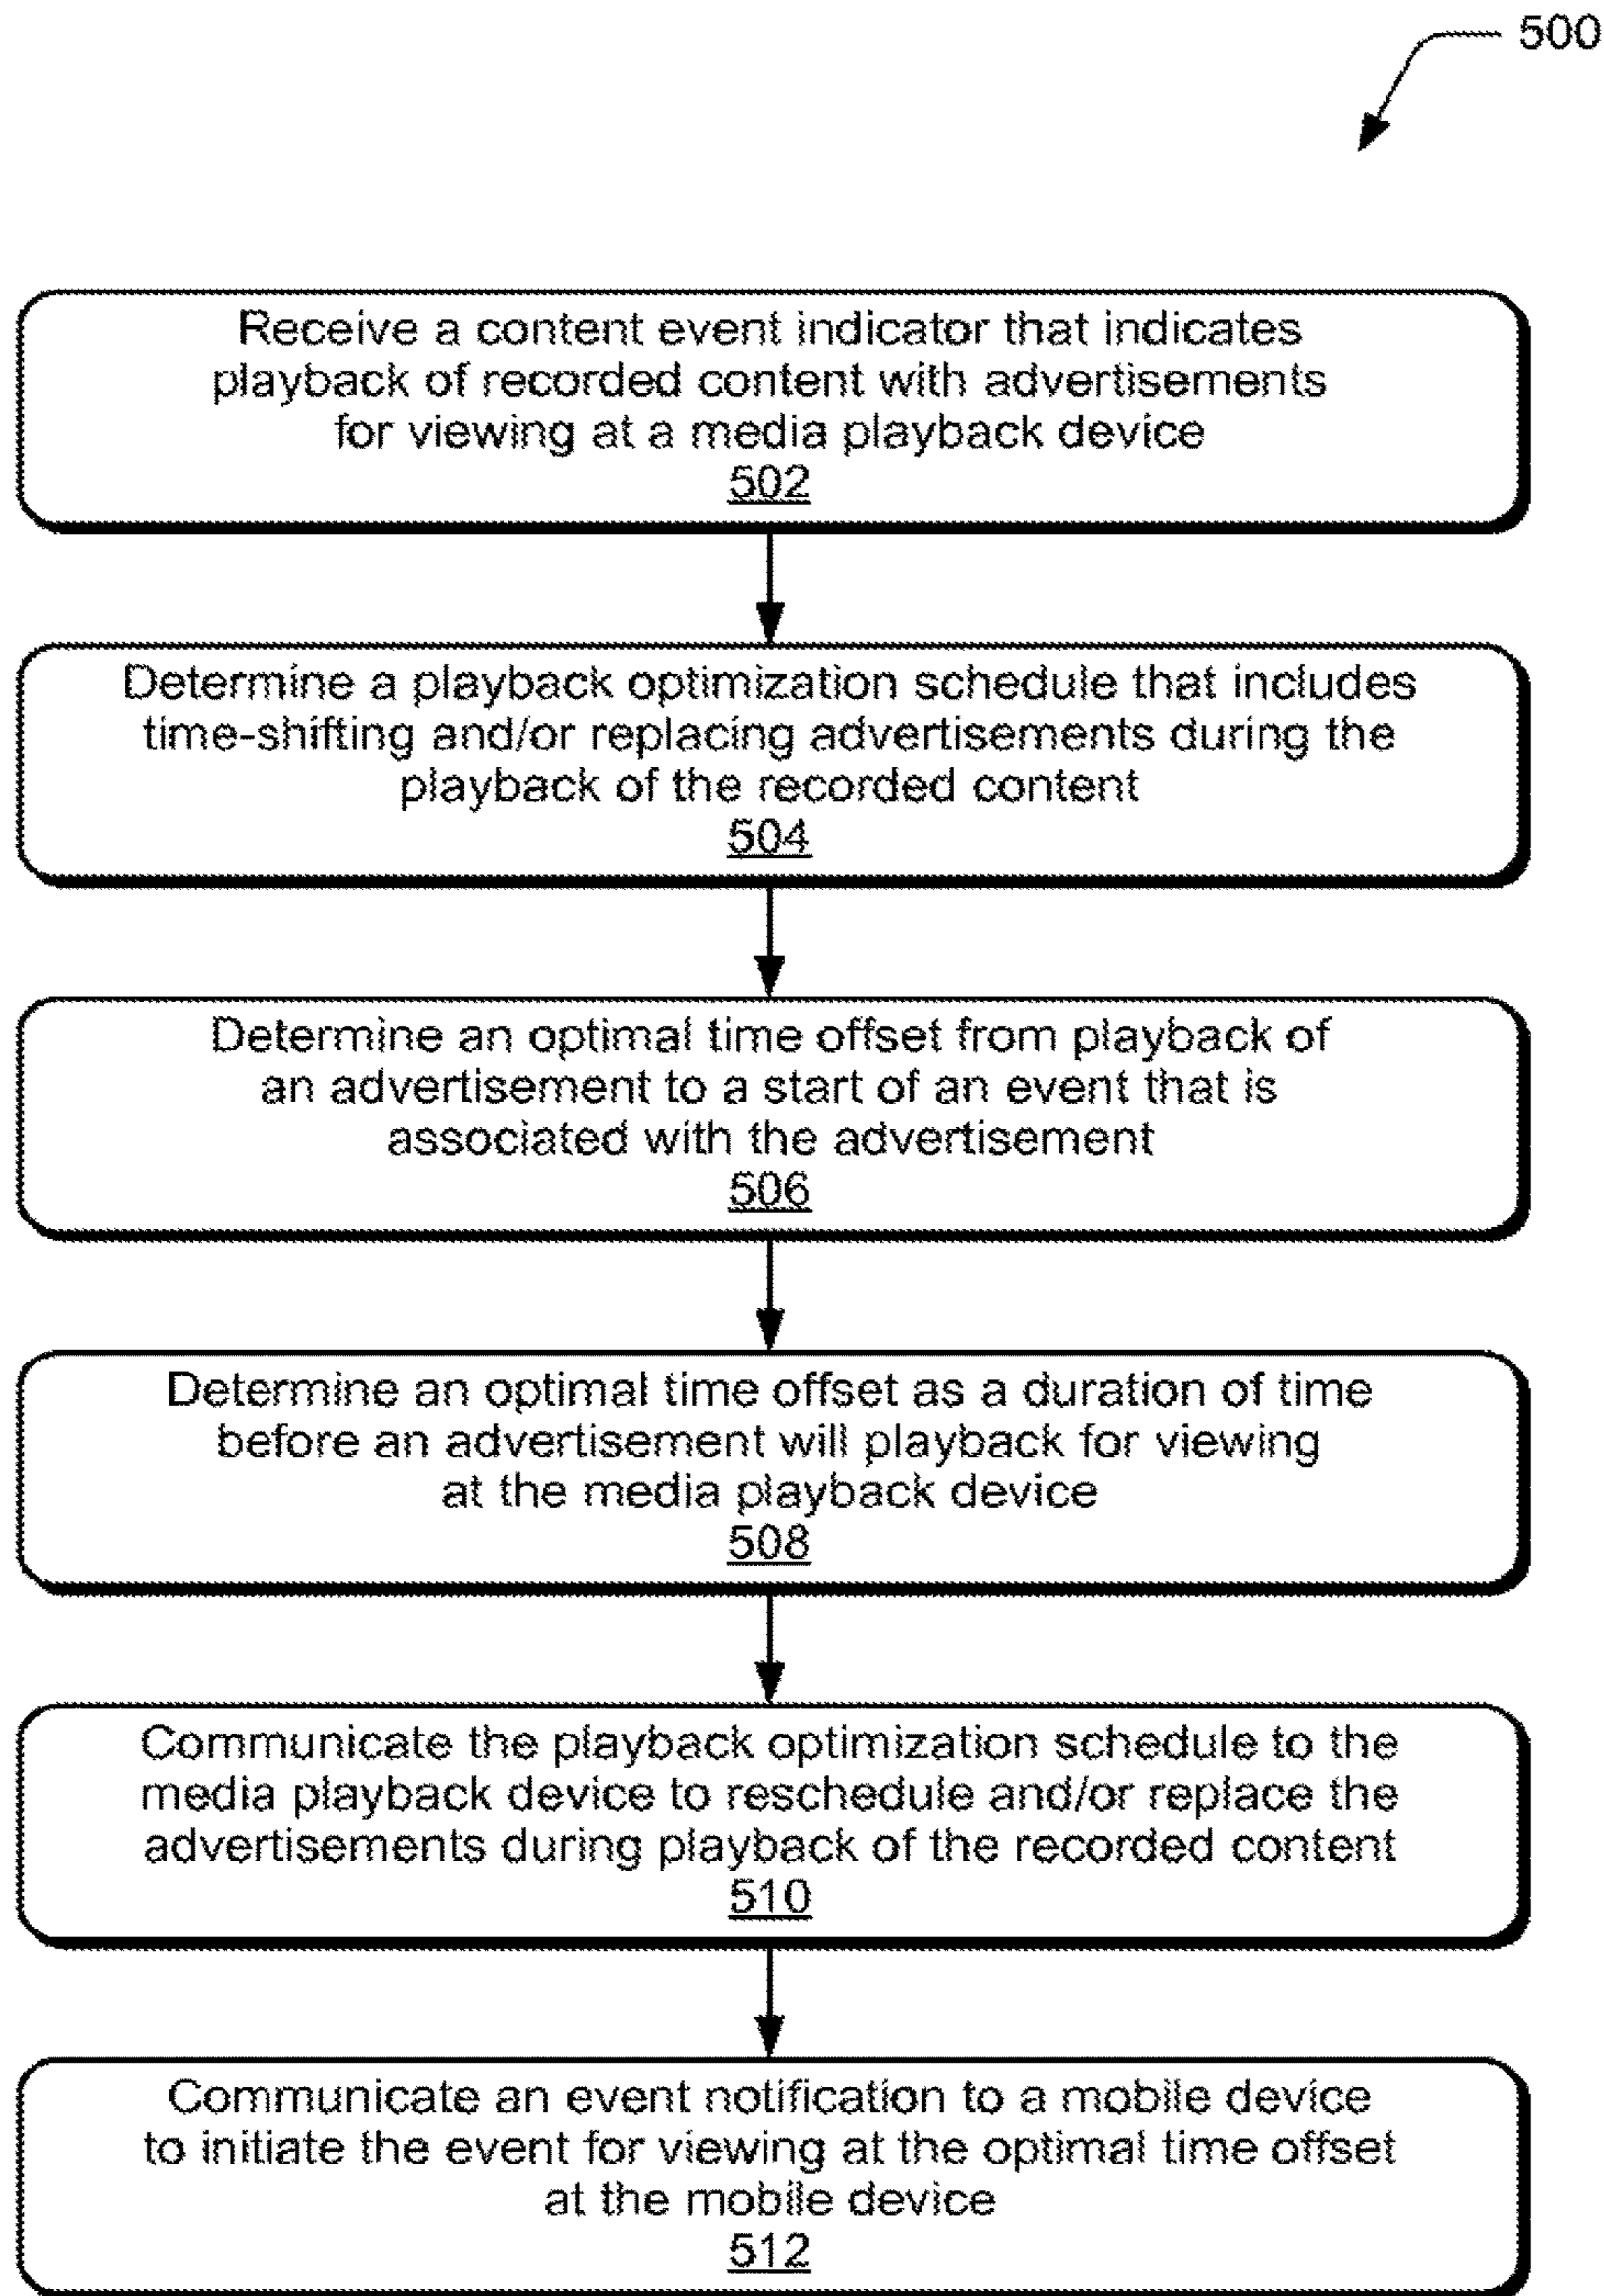 500
Receive a content event indicator that indicates
playback of recorded content with advertisements
for viewing at a media playback device
502
Determine a playback optimization schedule that includes
time-shifting and/or replacing advertisements during the
playback of the recorded content
504
Determine an optimal time offset from playback of
an advertisement to a start of an event that is
associated with the advertisement
506
Determine an optimal time offset as a duration of time
before an advertisement will playback for viewing
at the media playback device
508
Communicate the playback optimization schedule to the
media playback device to reschedule and/or replace the
advertisements during playback of the recorded content
510
Communicate an event notification to a mobile device
to initiate the event for viewing at the optimal time offset
at the mobile device
512